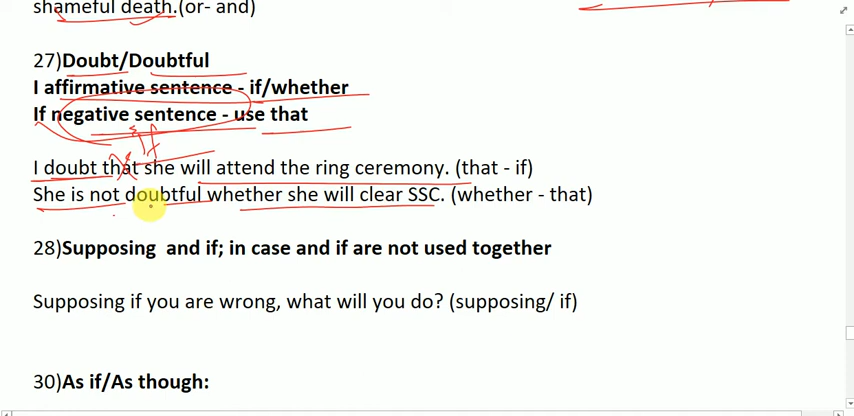 shameful death.(or- and)
27)Doubt/Doubtful
I affirmative sentence - if/whether
If negative sentence - use that
if
I doubt that she will attend the ring ceremony. (that - if)
She is not doubtful whether she will clear SSC. (whether - that)
28)Supposing and if; in case and if are not used together
Supposing if you are wrong, what will you do? (supposing/ if)
30)As if/As though: